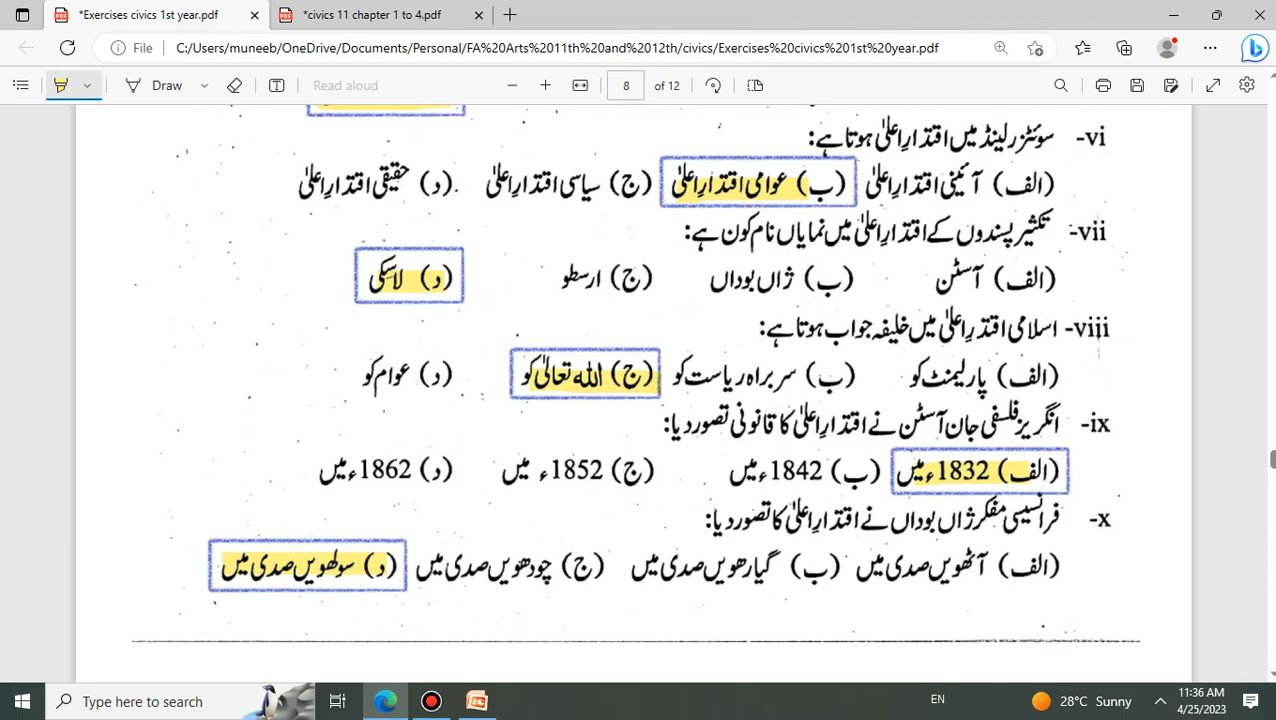 *Exercises civics 1st year.pdf
*civics 11 chapter 1 to 4.pdf
File C:/Users/muneeb/OneDrive/Documents/Personal/FA%20Arts%2011th%20and%2012th/civics/Exercises%20civics%201st%20year.pdf
Draw Read aloud 8 of 12
-vi سوئٹزر لینڈ میں اقتدارِ اعلیٰ ہوتا ہے:
(الف) آئینی اقتدارِ اعلیٰ (ب) عوامی اقتدارِ اعلیٰ (ج) سیاسی اقتدارِ اعلیٰ (د) حقیقی اقتدارِ اعلیٰ
-vii تکثیر پسندوں کے اقتدارِ اعلیٰ میں نمایاں نام کون ہے:
(الف) آسٹن (ب) ژاں بوداں (ج) ارسطو (د) لاسکی
-viii اسلامی اقتدرِ اعلیٰ میں خلیفہ جواب ہوتا ہے:
(الف) پارلیمنٹ کو (ب) سربراہ ریاست کو (ج) اللہ تعالیٰ کو (د) عوام کو
-ix انگریز فلسفی جان آسٹن نے اقتدارِ اعلیٰ کا قانونی تصور دیا:
(الف) 1832ء میں (ب) 1842ء میں (ج) 1852ء میں (د) 1862ء میں
-x فرانسیسی مفکر ژاں بوداں نے اقتدارِ اعلیٰ کا تصور دیا:
(الف) آٹھویں صدی میں (ب) گیارھویں صدی میں (ج) چودھویں صدی میں (د) سولھویں صدی میں
Type here to search EN 28°C Sunny 11:36 AM
4/25/2023